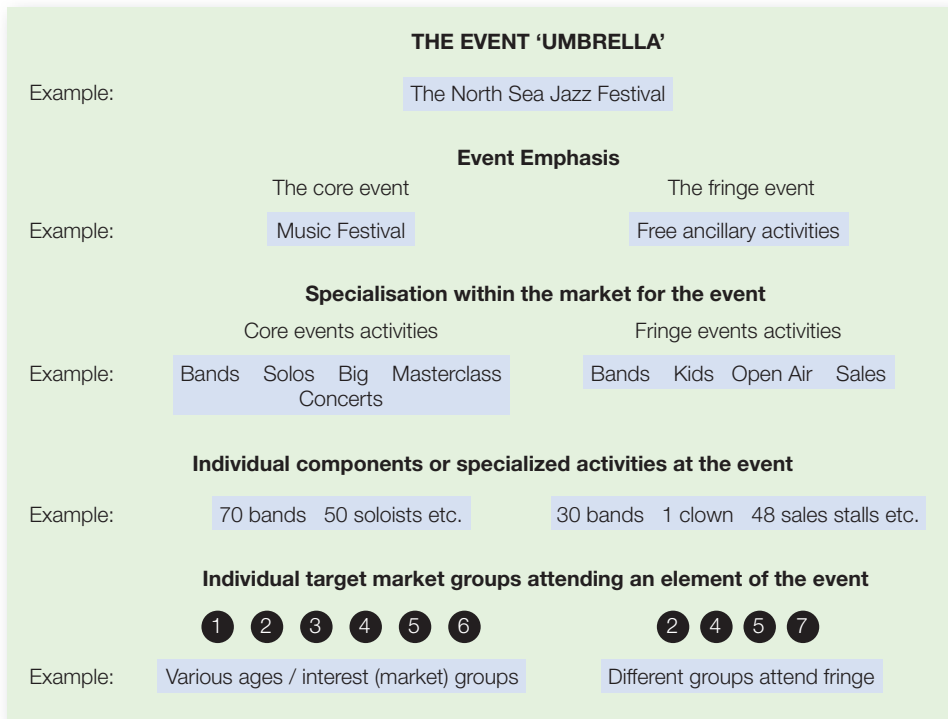 THE EVENT ‘UMBRELLA’
Example: The North Sea Jazz Festival
Event Emphasis
The core event The fringe event
Example: Music Festival Free ancillary activities
Specialisation within the market for the event
Core events activities Fringe events activities
Example: Bands Solos Big Masterclass Bands Kids Open Air Sales
Concerts
Individual components or specialized activities at the event
Example: 70 bands 50 soloists etc. 30 bands 1 clown 48 sales stalls etc.
Individual target market groups attending an element of the event
1 2 3 4 5 6 2 4 5 7
Example: Various ages / interest (market) groups Different groups attend fringe